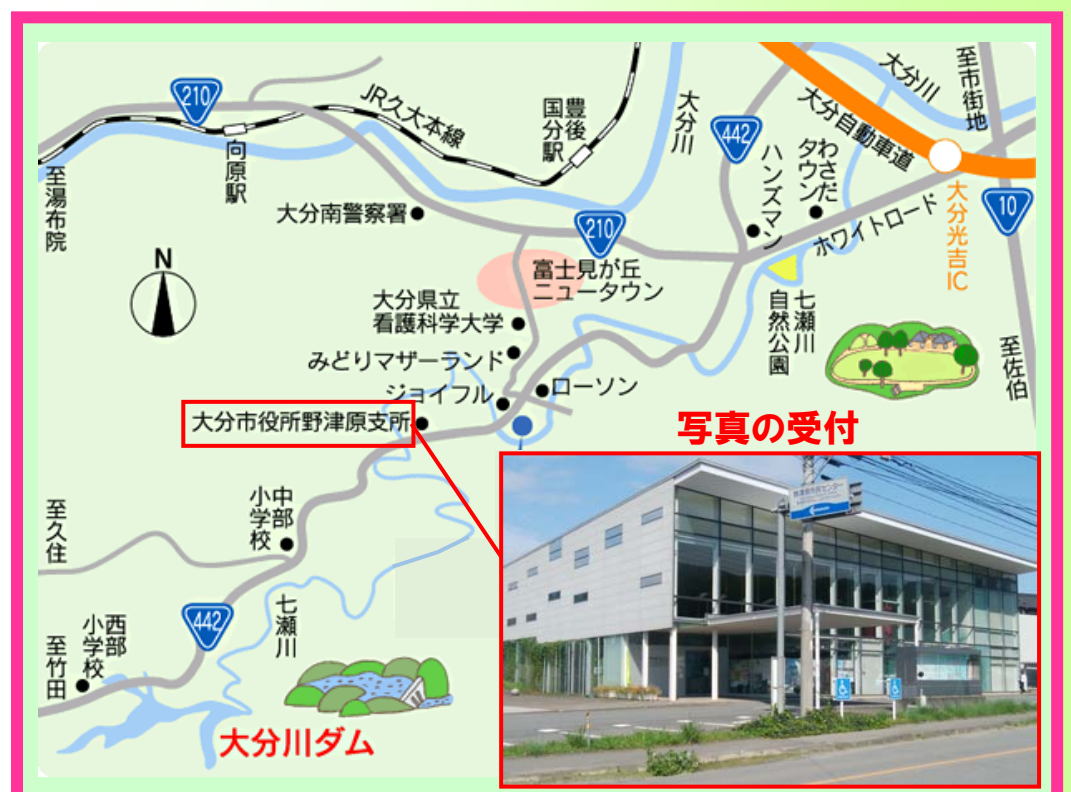 210
JR久大本線
向原駅
至湯布院
豊後
国分駅
大分川
442
ハンズマン
わさだ
タウン
大分自動車道
大分川
至市街地
大分光吉IC
10
ホワイトロード
大分南警察署
210
富士見が丘
ニュータウン
N
大分県立
看護科学大学
みどりマザーランド
ジョイフル
ローソン
七瀬川
自然公園
至佐伯
大分市役所野津原支所
写真の受付
中部
小学校
至久住
442
七瀬川
西部
小学校
至竹田
大分川ダム